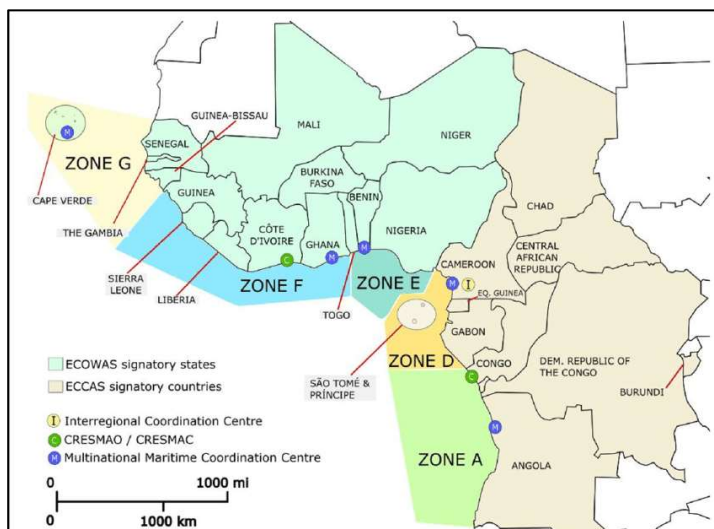 GUINEA-BISSAU
MALI
NIGER
SENEGAL
M
ZONE G
BURKINA
FASO
CHAD
GUINEA
BENIN
CAPE VERDE
NIGERIA
CÔTE
D'IVOIRE
GHANA
THE GAMBIA
CENTRAL
AFRICAN
REPUBLIC
M
M
C
CAMEROON
SIERRA
LEONE
ZONE F
ZONE E
M
I
LIBERIA
TOGO
EQ. GUINEA
GABON
ZONE D
CONGO
DEM. REPUBLIC OF
THE CONGO
SÃO TOMÉ &
PRÍNCIPE
C
BURUNDI
ECOWAS signatory states
ECCAS signatory countries
I Interregional Coordination Centre
C CRESMAO / CRESMAC
M Multinational Maritime Coordination Centre
M
ZONE A
ANGOLA
0 1000 mi
0 1000 km